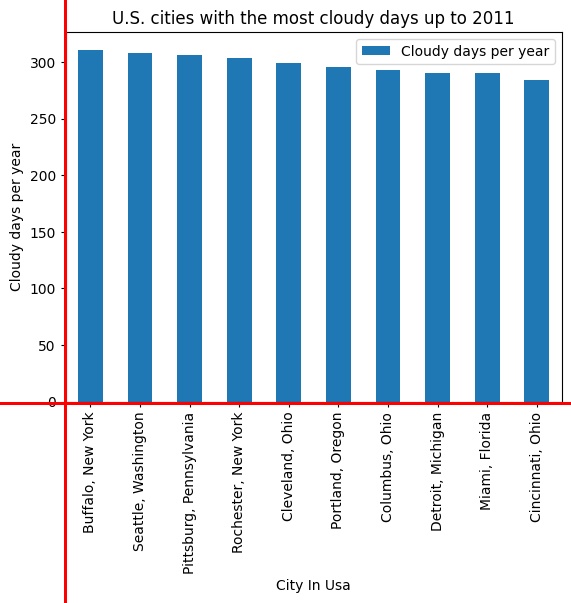 U.S. cities with the most cloudy days up to 2011
Cloudy days per year
Cloudy days per year
300
250
200
150
100
50
0
Buffalo, New York
Seattle, Washington
Pittsburg, Pennsylvania
Rochester, New York
Cleveland, Ohio
Portland, Oregon
Columbus, Ohio
Detroit, Michigan
Miami, Florida
Cincinnati, Ohio
City In Usa